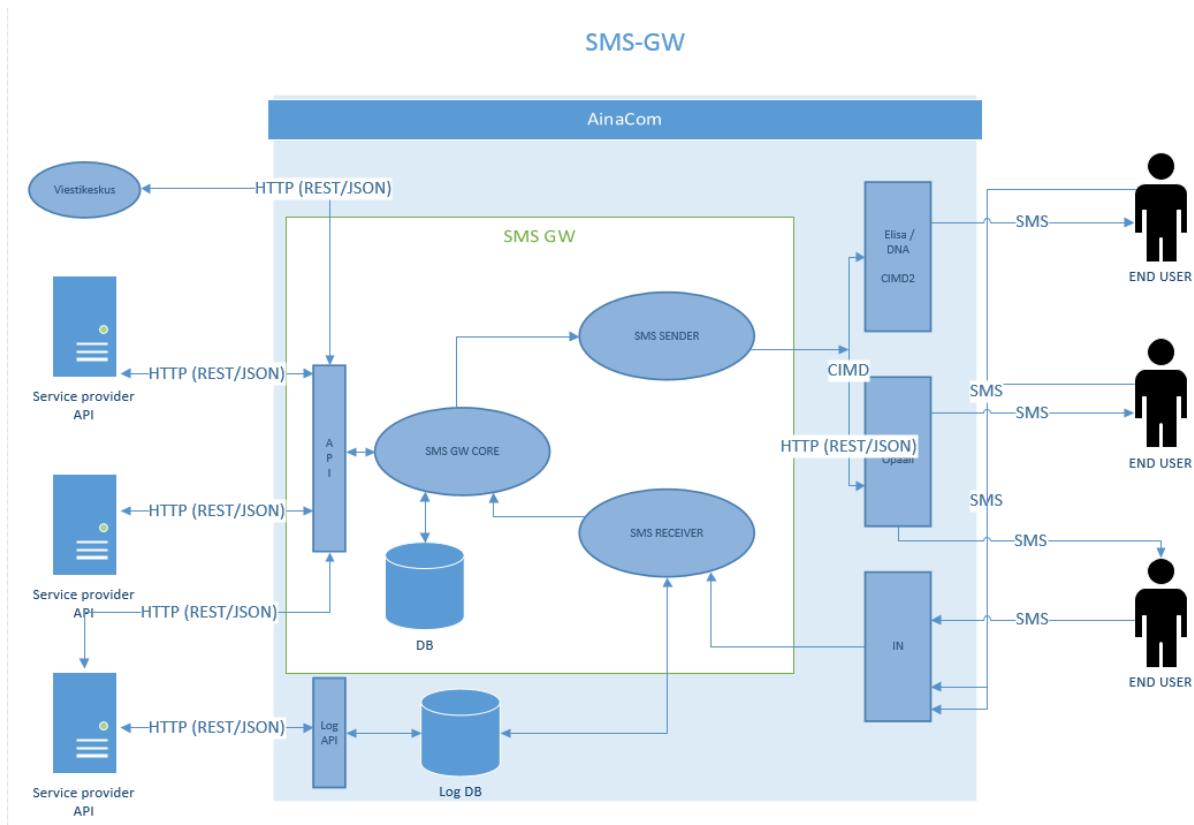 SMS-GW
AinaCom
Viestikeskus
HTTP (REST/JSON)
SMS GW
Elisa /
DNA
CIMD2
SMS
END USER
SMS SENDER
Service provider
API
HTTP (REST/JSON)
CIMD
SMS
SMS
END USER
A
P
I
SMS GW CORE
HTTP (REST/JSON)
Service provider
API
HTTP (REST/JSON)
SMS
SMS RECEIVER
SMS
HTTP (REST/JSON)
DB
IN
SMS
END USER
Service provider
API
HTTP (REST/JSON)
Log
API
Log DB